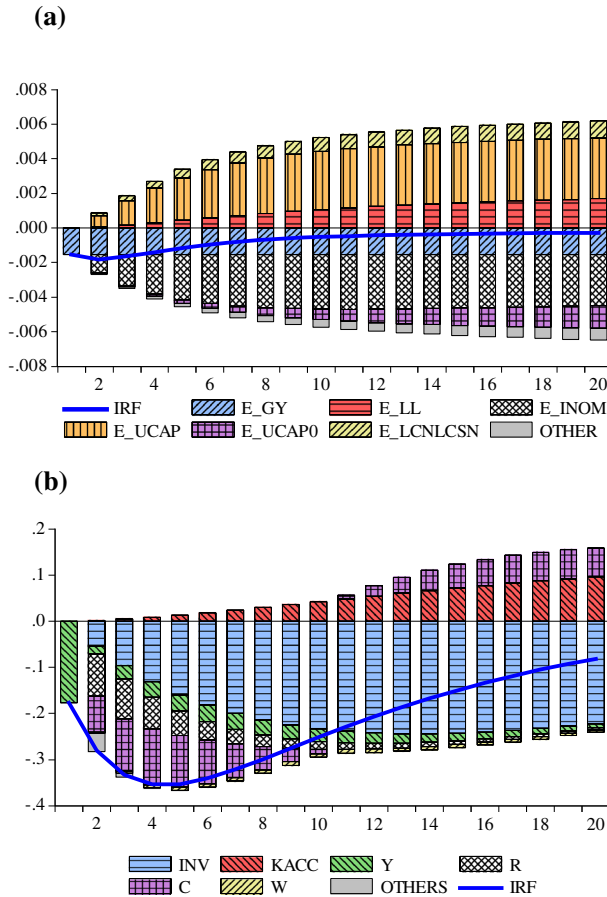 (a)
.008
.006
.004
.002
.000
-.002
-.004
-.006
-.008
2 4 6 8 10 12 14 16 18 20
IRF E_GY E_LL E_INOM
E_UCAP E_UCAP0 E_LCNLCSN OTHER
(b)
.2
.1
.0
-.1
-.2
-.3
-.4
2 4 6 8 10 12 14 16 18 20
INV KACC Y R
C W OTHERS IRF